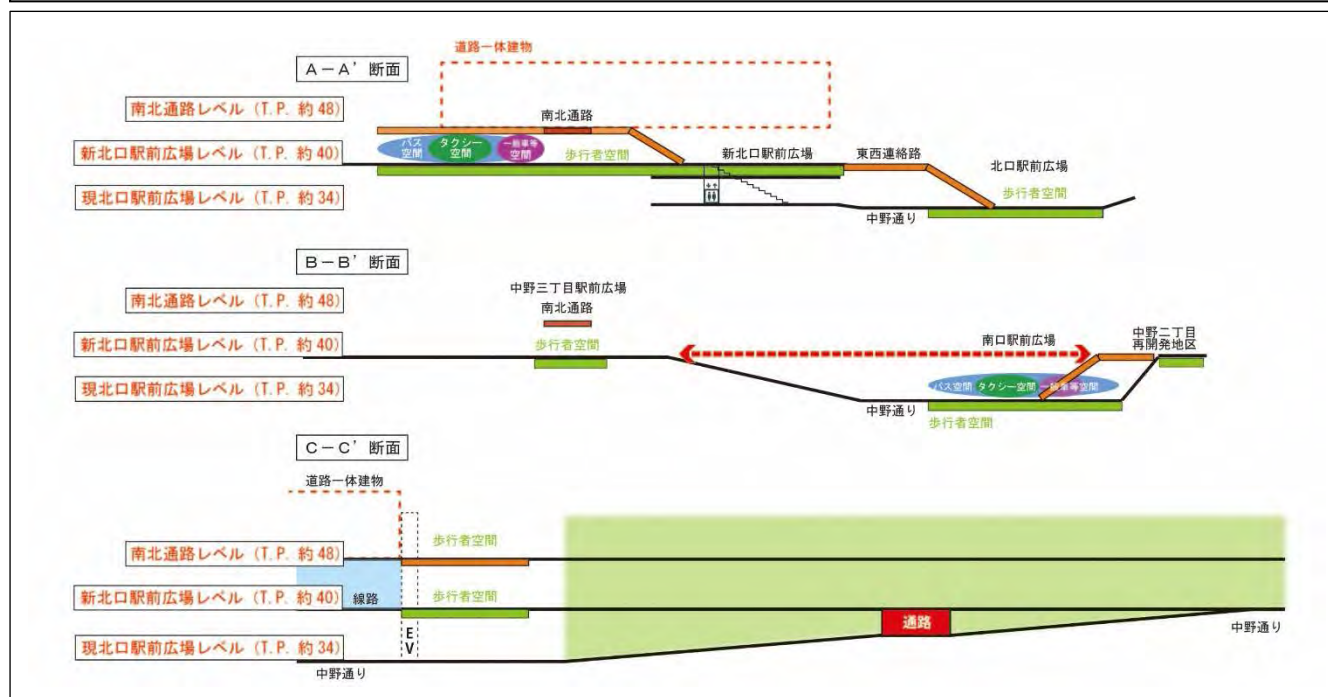 道路一体建物
A-A' 断面
南北通路レベル (T.P. 約48)
南北通路
バス空間
タクシー空間
一般車等空間
新北口駅前広場レベル (T.P. 約40)
歩行者空間
新北口駅前広場
東西連絡路
北口駅前広場
現北口駅前広場レベル (T.P. 約34)
歩行者空間
中野通り
B-B' 断面
南北通路レベル (T.P. 約48)
中野三丁目駅前広場
南北通路
新北口駅前広場レベル (T.P. 約40)
歩行者空間
南口駅前広場
中野二丁目
再開発地区
現北口駅前広場レベル (T.P. 約34)
バス空間
タクシー空間
一般車等空間
中野通り
歩行者空間
C-C' 断面
道路一体建物
南北通路レベル (T.P. 約48)
歩行者空間
新北口駅前広場レベル (T.P. 約40)
線路
歩行者空間
通路
現北口駅前広場レベル (T.P. 約34)
EV
中野通り
中野通り